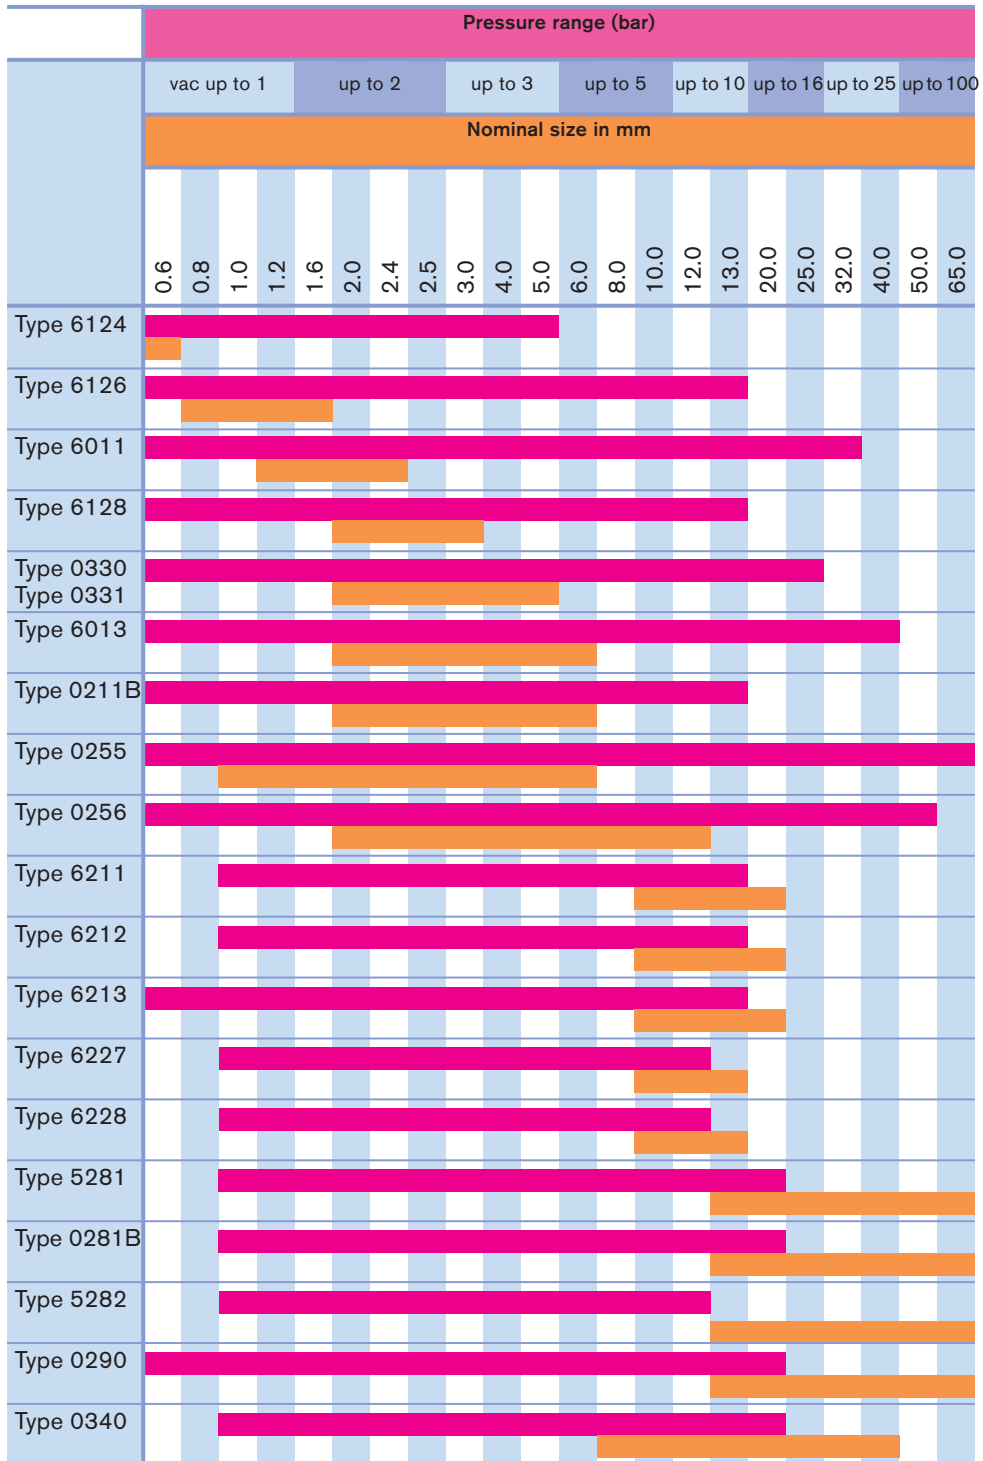 Pressure range (bar)
vac up to 1 up to 2 up to 3 up to 5 up to 10 up to 16 up to 25 up to 100
Nominal size in mm
0.6 0.8 1.0 1.2 1.6 2.0 2.4 2.5 3.0 4.0 5.0 6.0 8.0 10.0 12.0 13.0 20.0 25.0 32.0 40.0 50.0 65.0
Type 6124
Type 6126
Type 6011
Type 6128
Type 0330
Type 0331
Type 6013
Type 0211B
Type 0255
Type 0256
Type 6211
Type 6212
Type 6213
Type 6227
Type 6228
Type 5281
Type 0281B
Type 5282
Type 0290
Type 0340